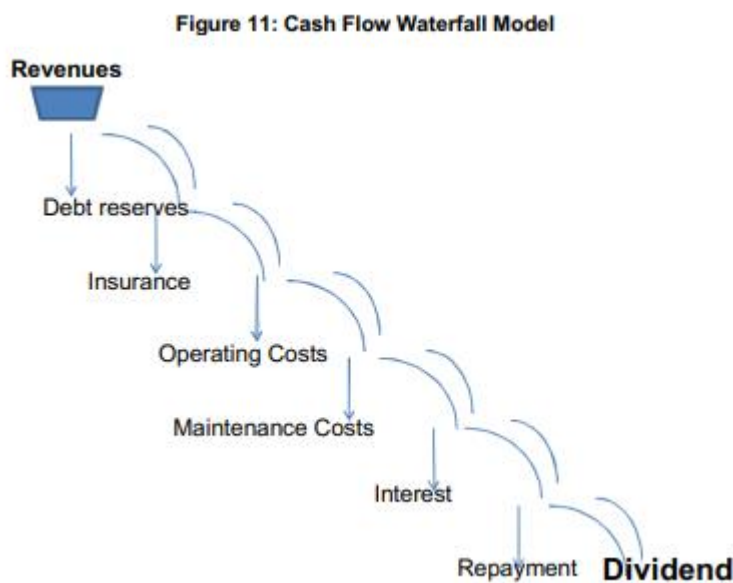 Figure 11: Cash Flow Waterfall Model
Revenues
Debt reserves
Insurance
Operating Costs
Maintenance Costs
Interest
Repayment
Dividend